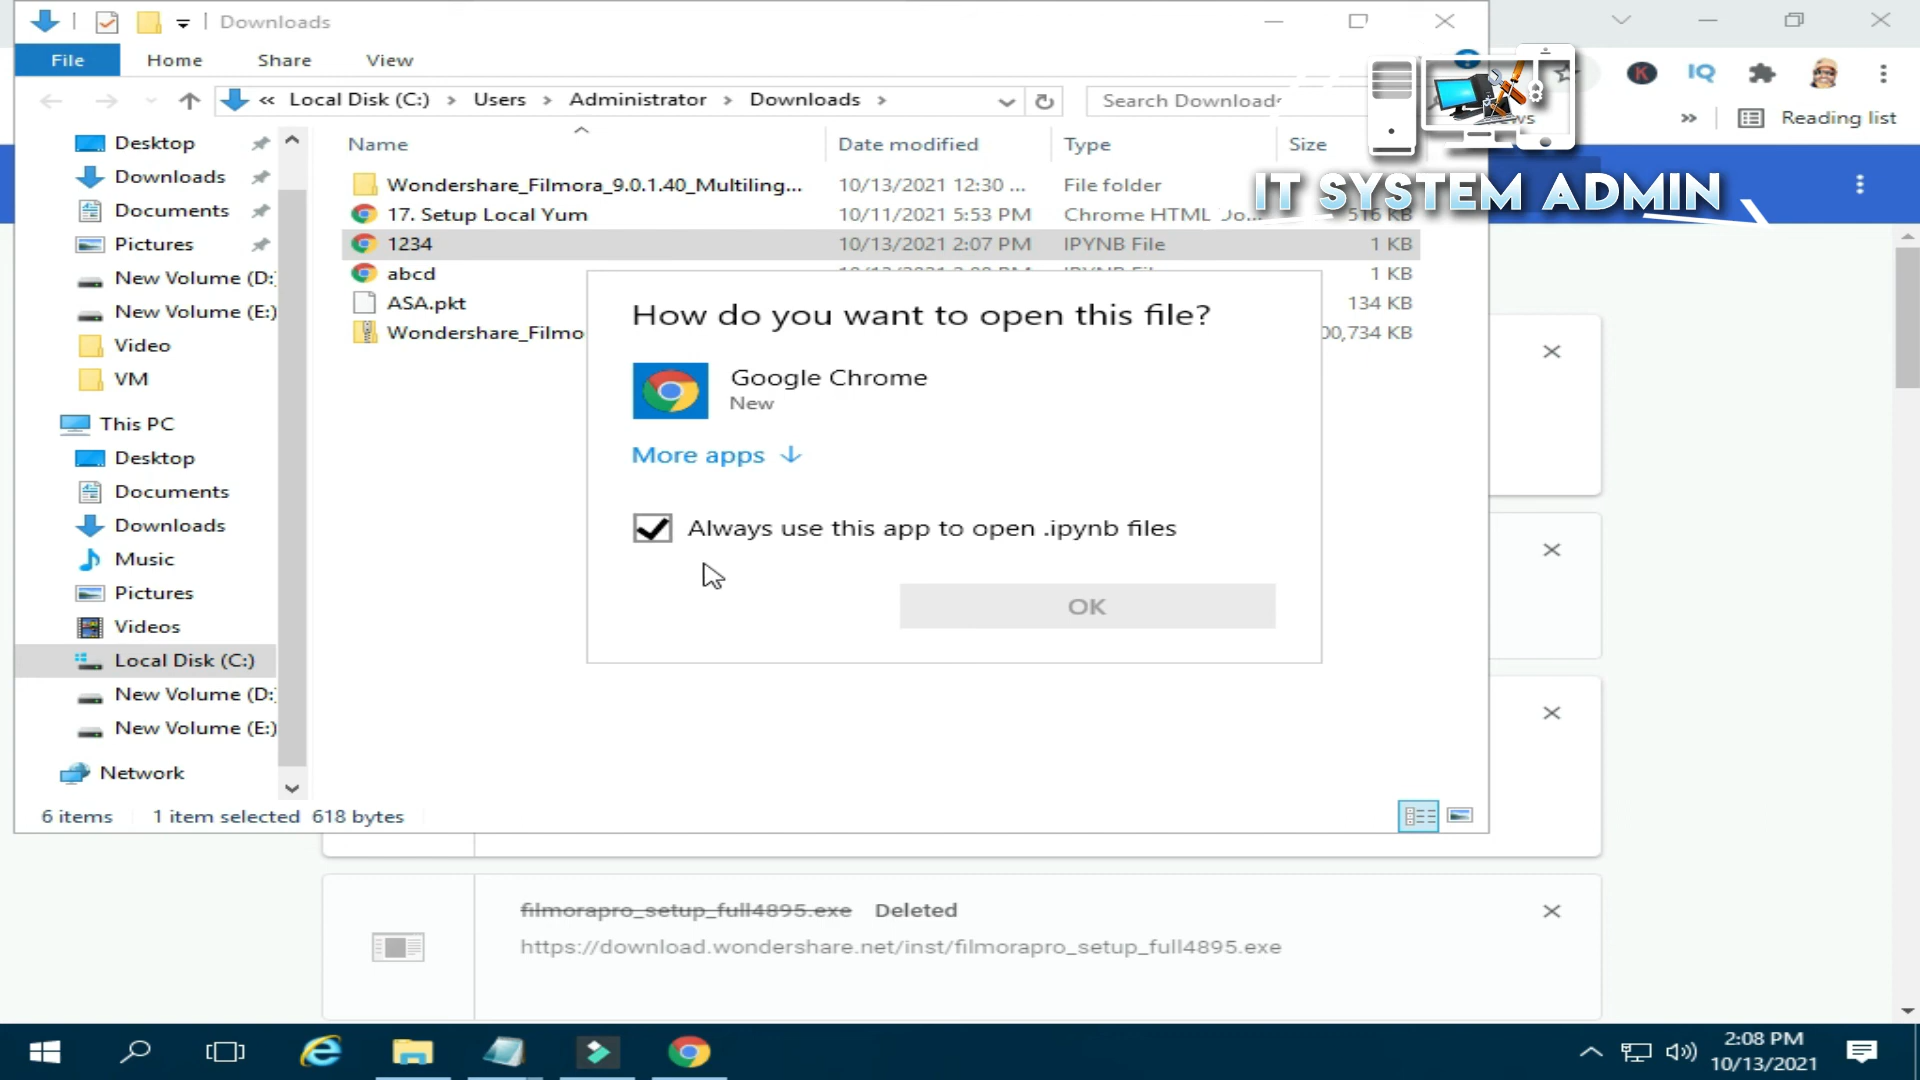 Downloads
File Home Share View
« Local Disk (C:) > Users > Administrator > Downloads >
Search Downloads
Reading list
IT SYSTEM ADMIN
Name Date modified Type Size
Wondershare_Filmora_9.0.1.40_Multiling... 10/13/2021 12:30 ... File folder
17. Setup Local Yum 10/11/2021 5:53 PM Chrome HTML Do... 516 KB
1234 10/13/2021 2:07 PM IPYNB File 1 KB
abcd 1 KB
ASA.pkt 134 KB
Wondershare_Filmo 00,734 KB
Desktop
Downloads
Documents
Pictures
New Volume (D:)
New Volume (E:)
Video
VM
This PC
Desktop
Documents
Downloads
Music
Pictures
Videos
Local Disk (C:)
New Volume (D:)
New Volume (E:)
Network
How do you want to open this file?
Google Chrome
New
More apps
Always use this app to open .ipynb files
OK
6 items 1 item selected 618 bytes
filmorapro_setup_full4895.exe Deleted
https://download.wondershare.net/inst/filmorapro_setup_full4895.exe
2:08 PM
10/13/2021